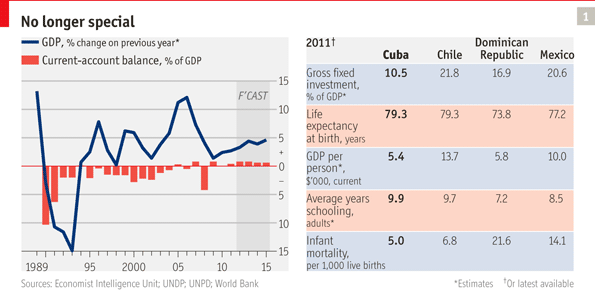 No longer special
1
GDP, % change on previous year*
Current-account balance, % of GDP
F'CAST
15
10
5
+
0
–
5
10
15
1989 95 2000 05 10 15
2011† Cuba Chile Dominican Republic Mexico
Gross fixed investment, % of GDP* 10.5 21.8 16.9 20.6
Life expectancy at birth, years 79.3 79.3 73.8 77.2
GDP per person*, $'000, current 5.4 13.7 5.8 10.0
Average years schooling, adults* 9.9 9.7 7.2 8.5
Infant mortality, per 1,000 live births 5.0 6.8 21.6 14.1
Sources: Economist Intelligence Unit; UNDP; UNPD; World Bank
*Estimates †Or latest available